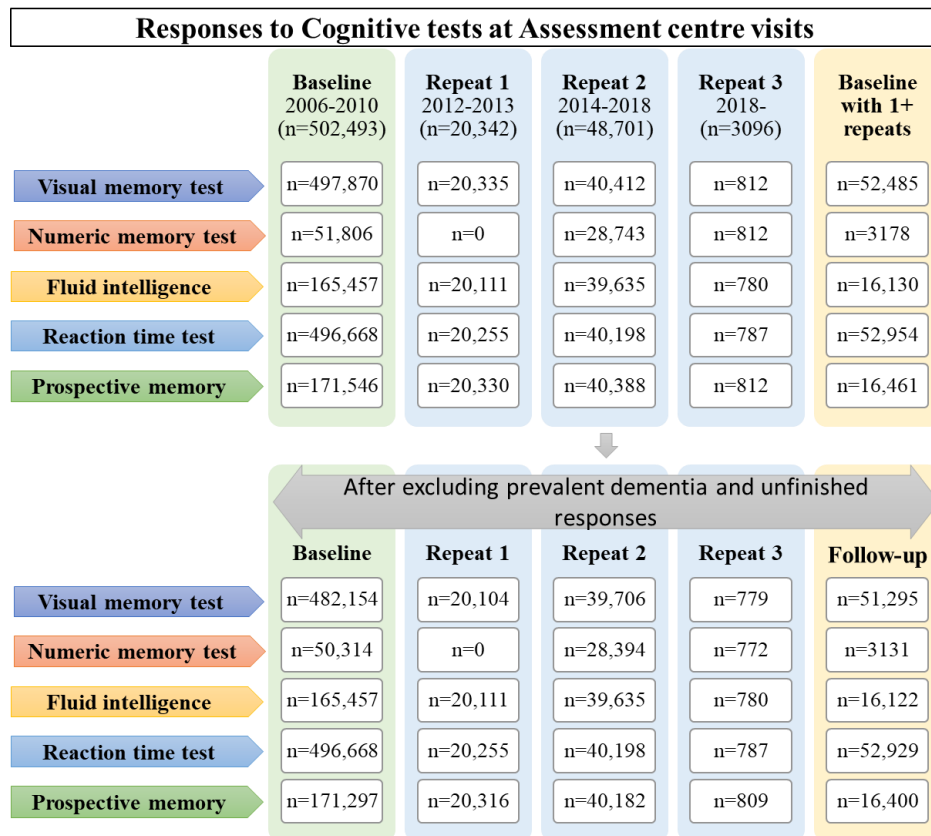 Responses to Cognitive tests at Assessment centre visits
Baseline
2006-2010
(n=502,493)
Repeat 1
2012-2013
(n=20,342)
Repeat 2
2014-2018
(n=48,701)
Repeat 3
2018-
(n=3096)
Baseline
with 1+
repeats
Visual memory test n=497,870 n=20,335 n=40,412 n=812 n=52,485
Numeric memory test n=51,806 n=0 n=28,743 n=812 n=3178
Fluid intelligence n=165,457 n=20,111 n=39,635 n=780 n=16,130
Reaction time test n=496,668 n=20,255 n=40,198 n=787 n=52,954
Prospective memory n=171,546 n=20,330 n=40,388 n=812 n=16,461
After excluding prevalent dementia and unfinished
responses
Baseline Repeat 1 Repeat 2 Repeat 3 Follow-up
Visual memory test n=482,154 n=20,104 n=39,706 n=779 n=51,295
Numeric memory test n=50,314 n=0 n=28,394 n=772 n=3131
Fluid intelligence n=165,457 n=20,111 n=39,635 n=780 n=16,122
Reaction time test n=496,668 n=20,255 n=40,198 n=787 n=52,929
Prospective memory n=171,297 n=20,316 n=40,182 n=809 n=16,400